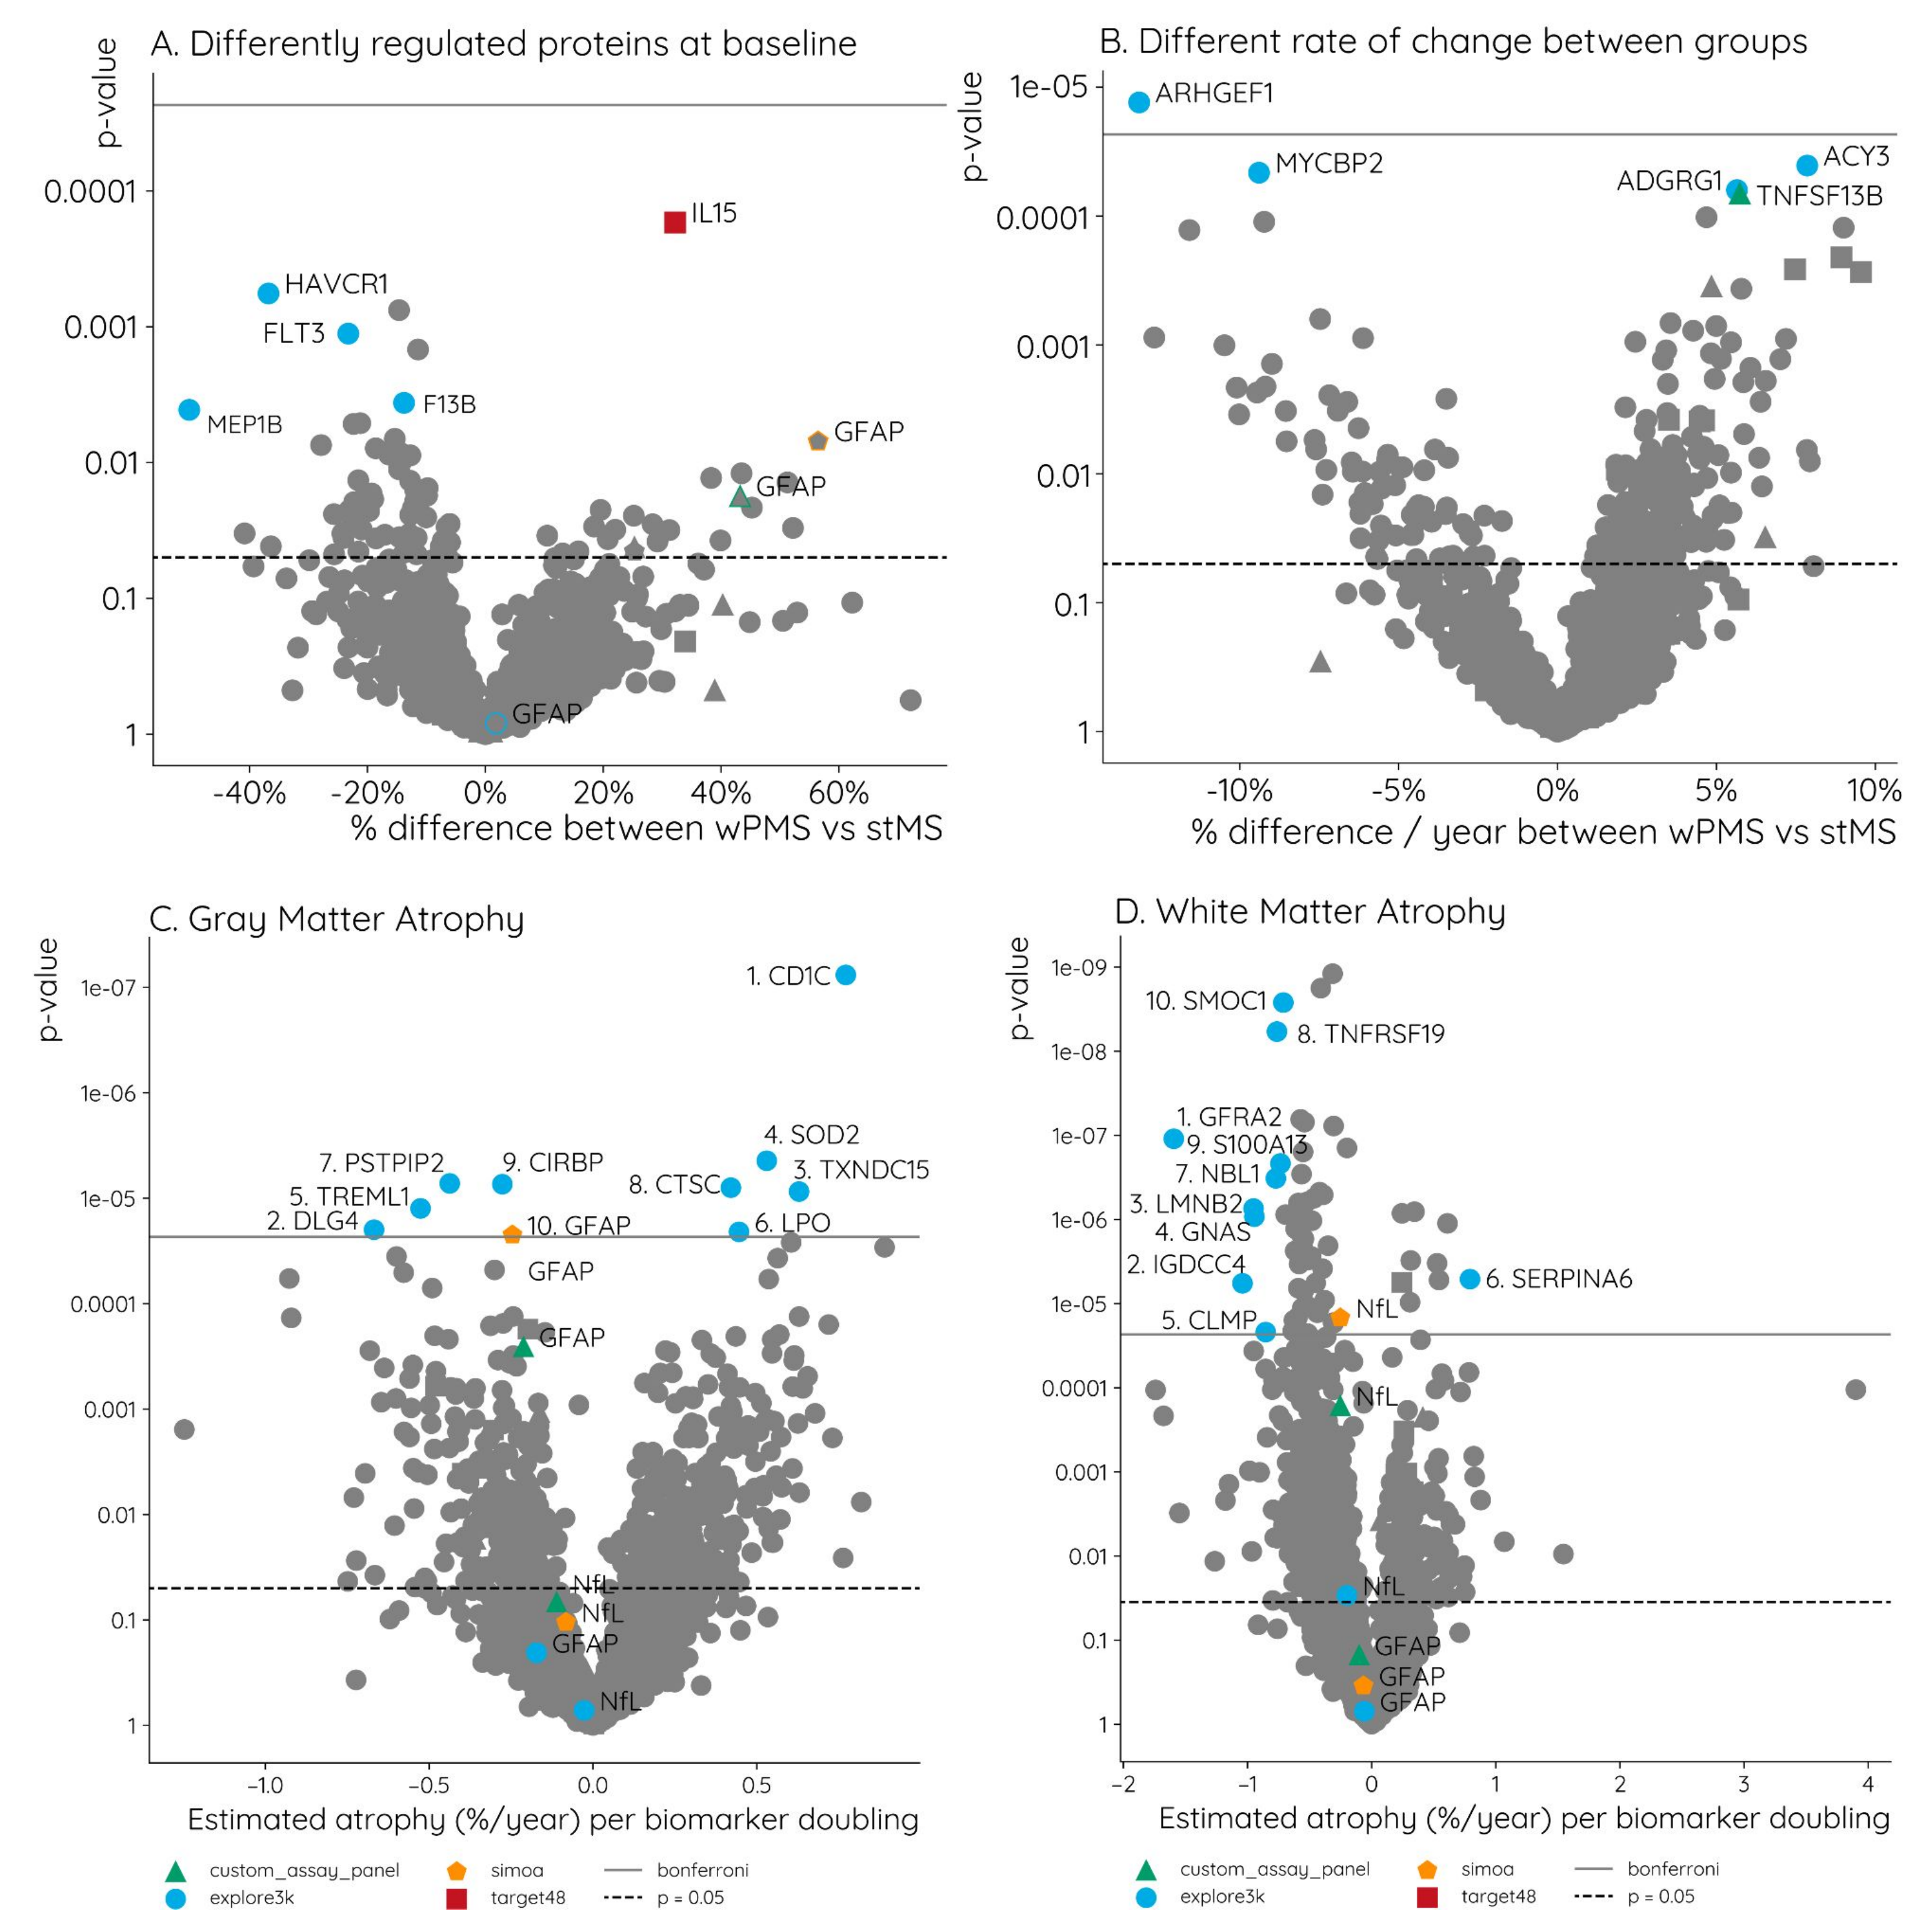 A. Differently regulated proteins at baseline
p-value
0.0001
0.001
0.01
0.1
1
IL15
HAVCR1
FLT3
F13B
MEP1B
GFAP
GFAP
GFAP
-40%
-20%
0%
20%
40%
60%
% difference between wPMS vs stMS
B. Different rate of change between groups
p-value
1e-05
0.0001
0.001
0.01
0.1
1
ARHGEF1
MYCBP2
ACY3
ADGRG1
TNFSF13B
-10%
-5%
0%
5%
10%
% difference / year between wPMS vs stMS
C. Gray Matter Atrophy
p-value
1e-07
1e-06
1e-05
0.0001
0.001
0.01
0.1
1
1. CD1C
4. SOD2
7. PSTPIP2
9. CIRBP
3. TXNDC15
8. CTSC
5. TREML1
2. DLG4
10. GFAP
6. LPO
GFAP
GFAP
NfL
NfL
GFAP
NfL
−1.0
−0.5
0.0
0.5
Estimated atrophy (%/year) per biomarker doubling
custom_assay_panel
simoa
bonferroni
explore3k
target48
p = 0.05
D. White Matter Atrophy
p-value
1e-09
1e-08
1e-07
1e-06
1e-05
0.0001
0.001
0.01
0.1
1
10. SMOC1
8. TNFRSF19
1. GFRA2
9. S100A13
7. NBL1
3. LMNB2
4. GNAS
2. IGDCC4
6. SERPINA6
5. CLMP
NfL
NfL
NfL
GFAP
GFAP
GFAP
−2
−1
0
1
2
3
4
Estimated atrophy (%/year) per biomarker doubling
custom_assay_panel
simoa
bonferroni
explore3k
target48
p = 0.05